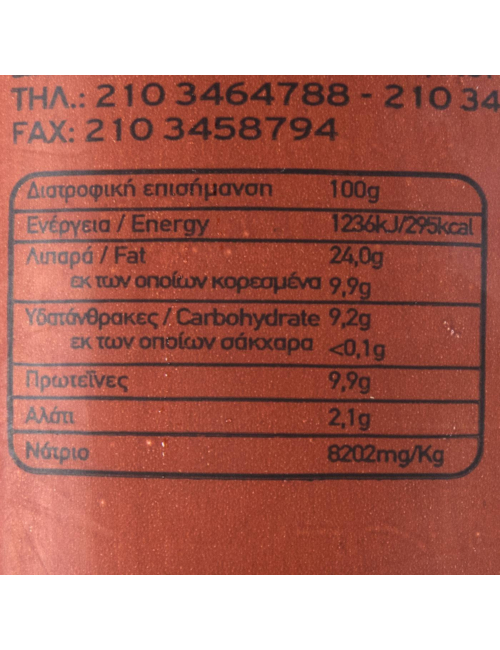 ΤΗΛ.: 210 3464788 - 210 34
FAX: 210 3458794
Διατροφική επισήμανση 100g
Ενέργεια / Energy 1236kJ/295kcal
Λιπαρά / Fat 24,0g
εκ των οποίων κορεσμένα 9,9g
Υδατάνθρακες / Carbohydrate 9,2g
εκ των οποίων σάκχαρα <0,1g
Πρωτεΐνες 9,9g
Αλάτι 2,1g
Νάτριο 8202mg/Kg